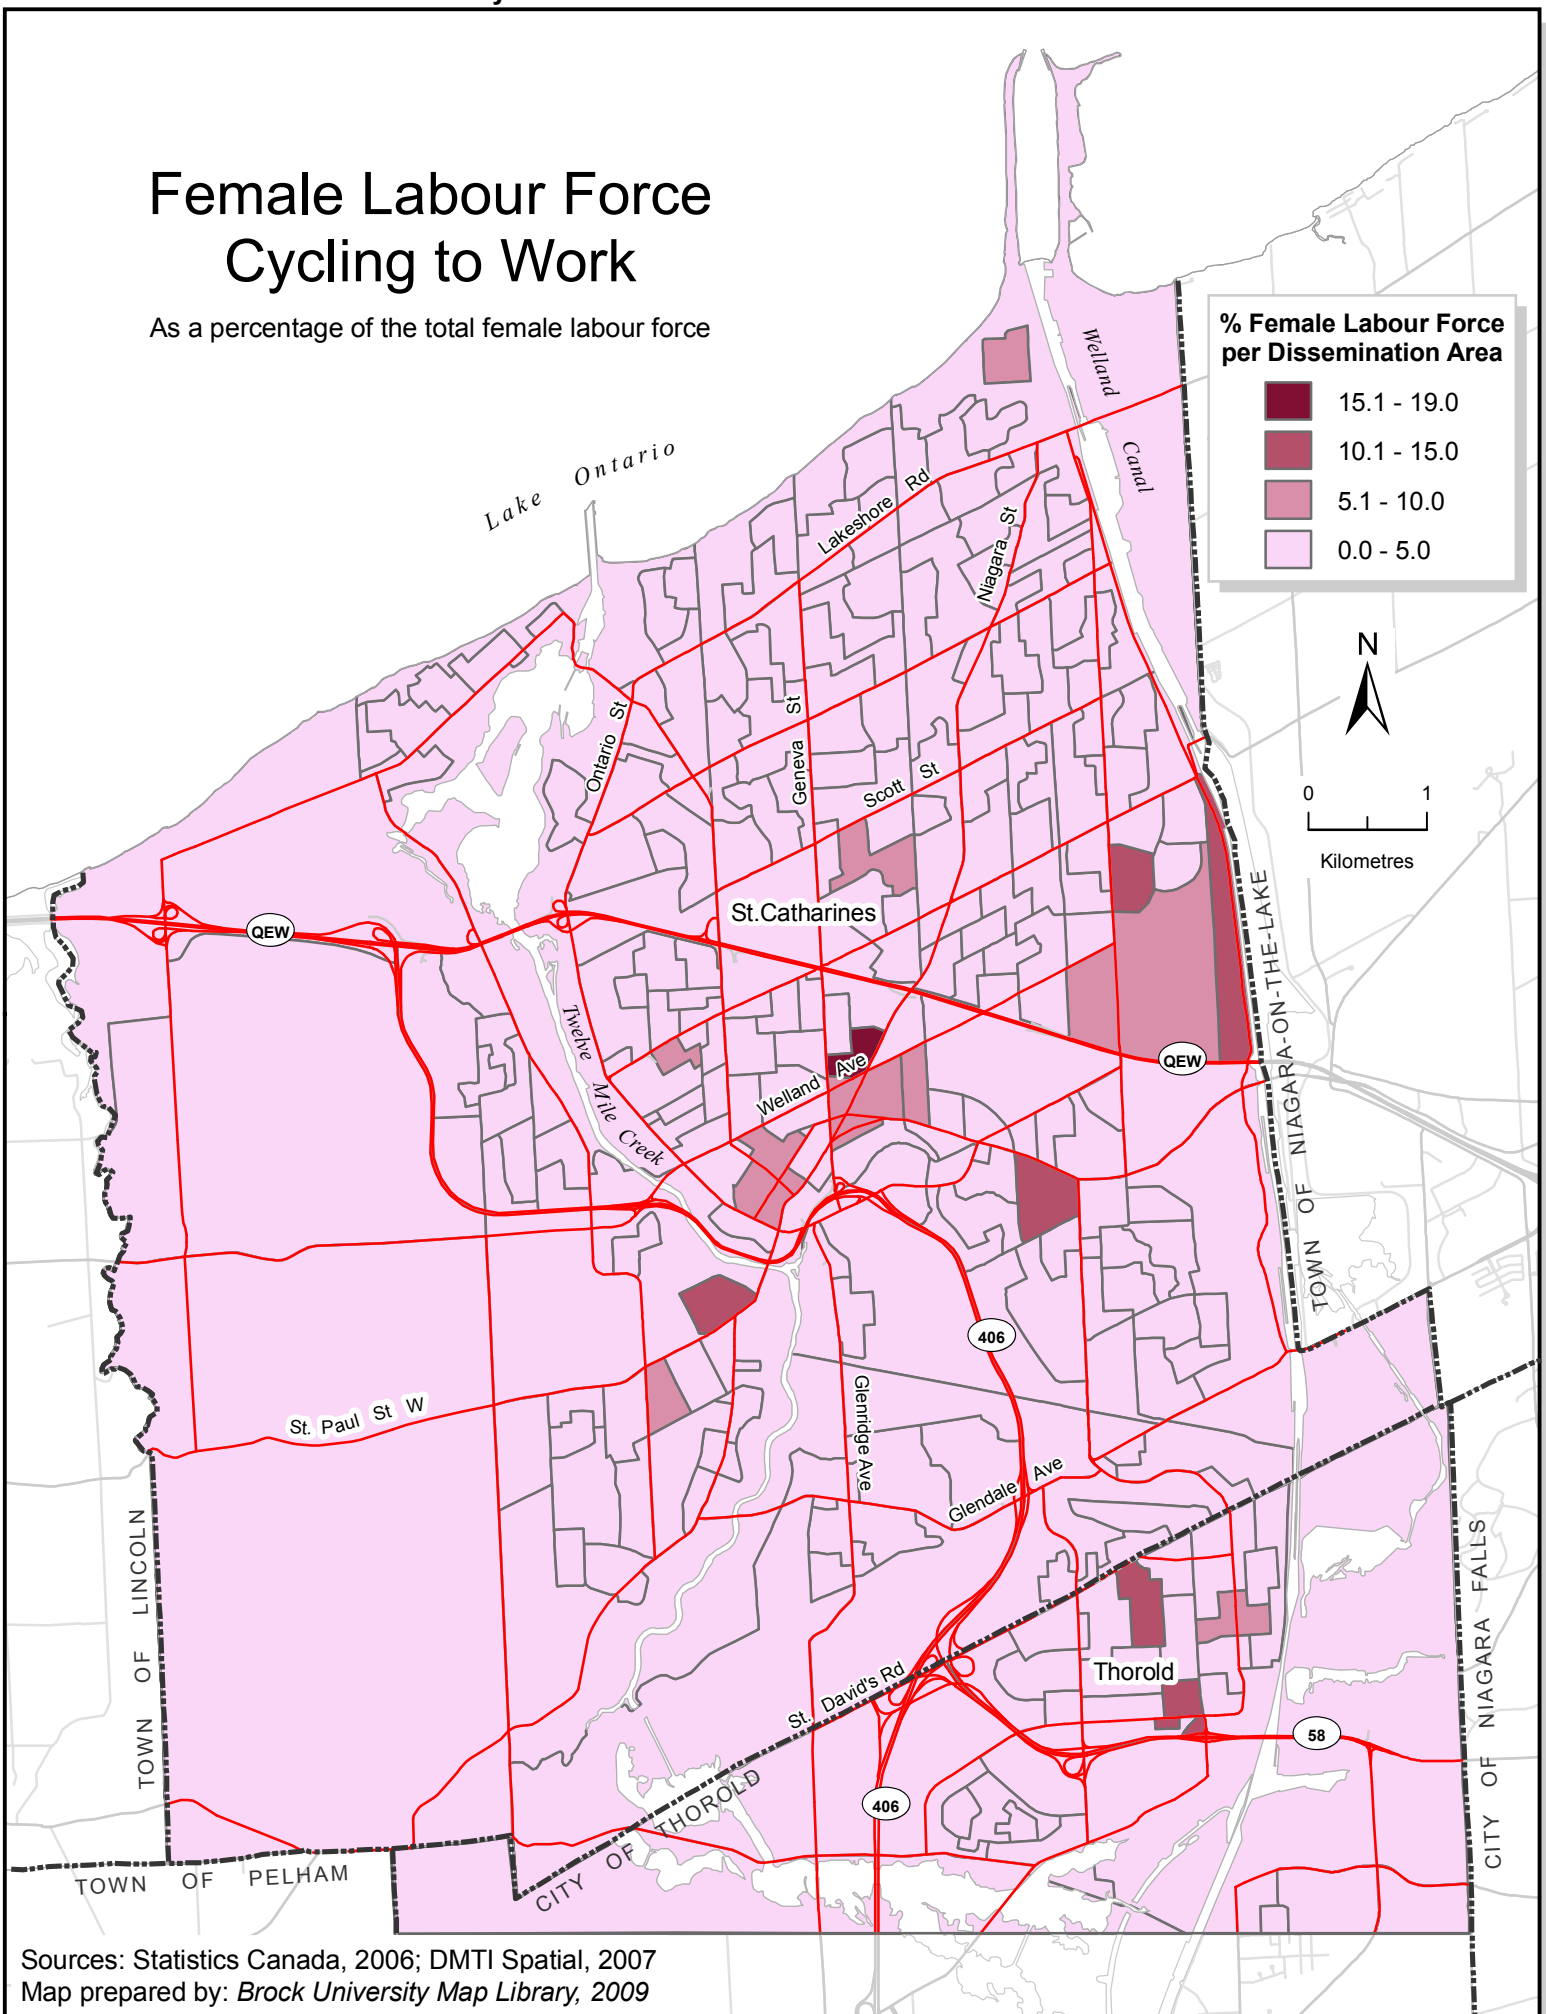 Female Labour Force
Cycling to Work
As a percentage of the total female labour force
% Female Labour Force
per Dissemination Area
15.1 - 19.0
10.1 - 15.0
5.1 - 10.0
0.0 - 5.0
N
0 1
Kilometres
Welland
Canal
Lake Ontario
Lakeshore Rd
Niagara St
Ontario St
Geneva St
Scott St
St.Catharines
QEW
QEW
Twelve Mile Creek
Welland Ave
TOWN OF NIAGARA-ON-THE-LAKE
406
St. Paul St W
Glenridge Ave
Glendale Ave
TOWN OF LINCOLN
Thorold
St. David's Rd
58
406
CITY OF THOROLD
CITY OF NIAGARA FALLS
TOWN OF PELHAM
Sources: Statistics Canada, 2006; DMTI Spatial, 2007
Map prepared by: Brock University Map Library, 2009